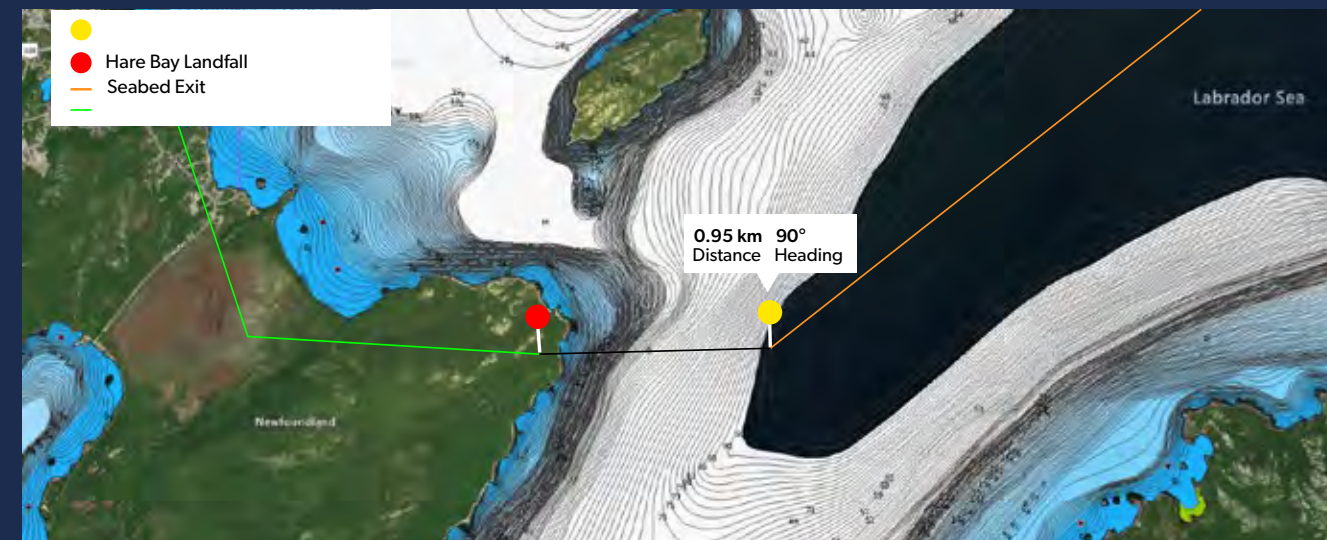 Hare Bay Landfall
Seabed Exit
Labrador Sea
0.95 km 90°
Distance Heading
Newfoundland